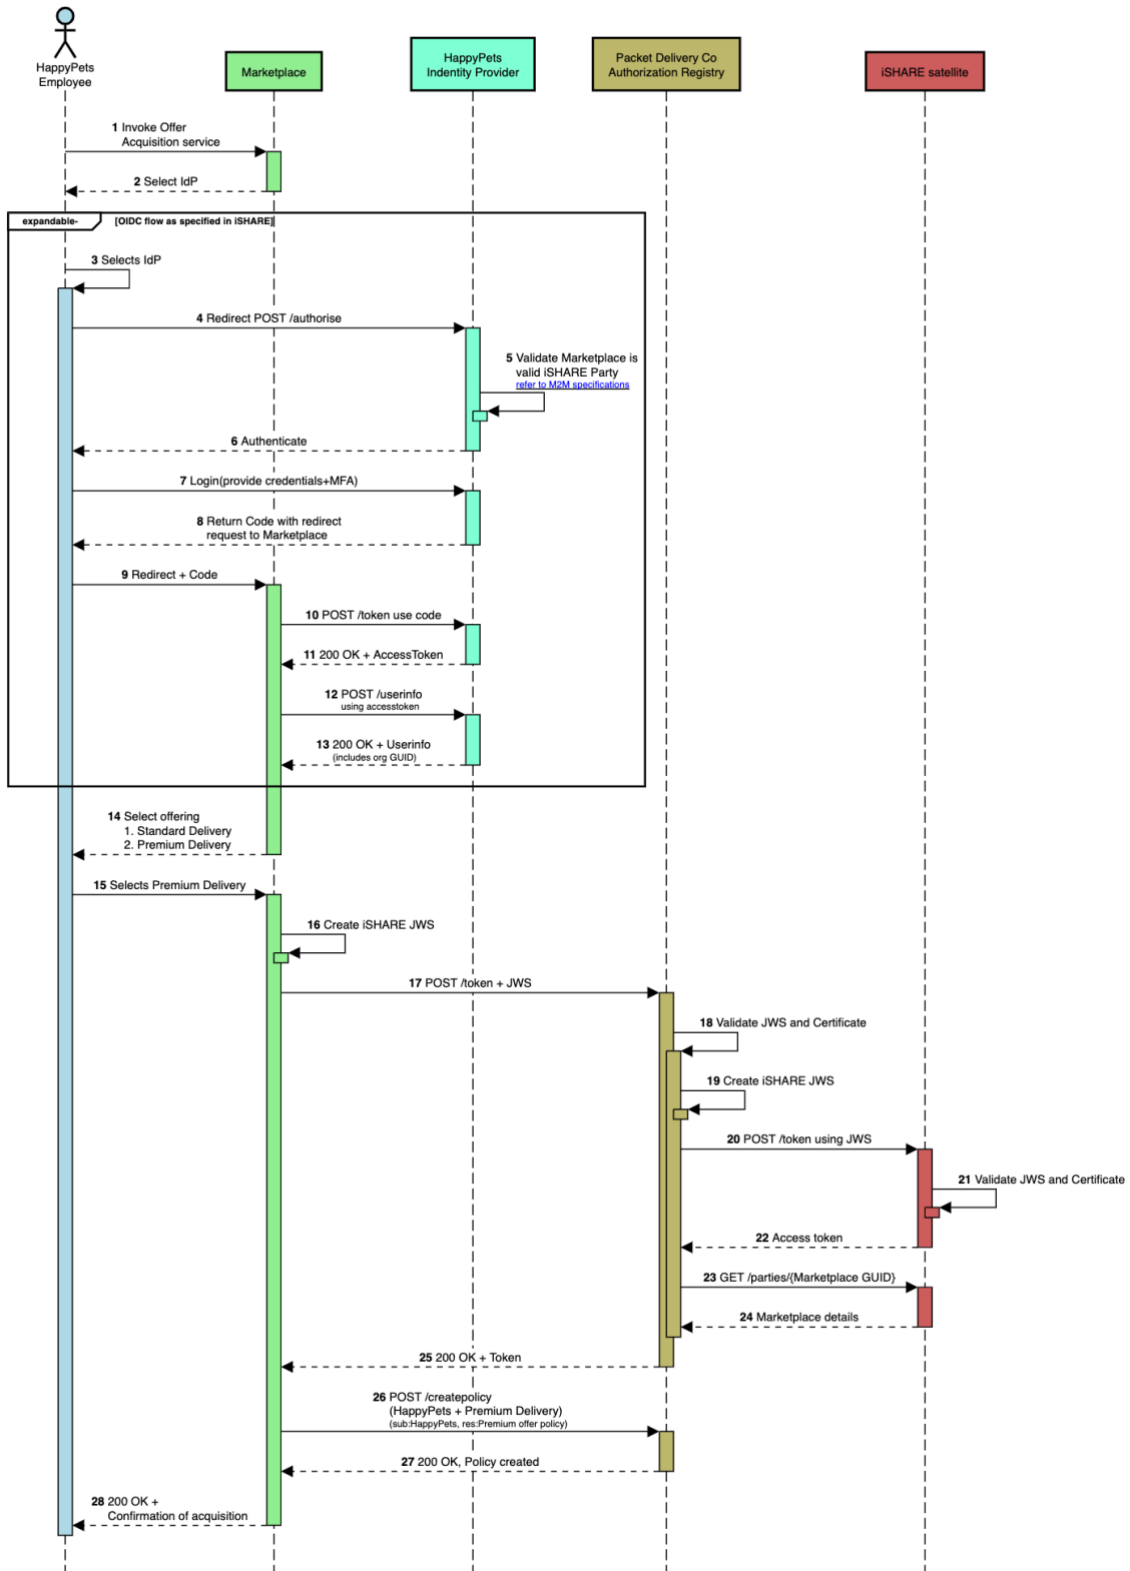 HappyPets
Employee
Marketplace
HappyPets
Indentity Provider
Packet Delivery Co
Authorization Registry
iSHARE satellite
1 Invoke Offer
Acquisition service
2 Select IdP
expandable-
[OIDC flow as specified in iSHARE]
3 Selects IdP
4 Redirect POST /authorise
5 Validate Marketplace is
valid iSHARE Party
refer to M2M specifications
6 Authenticate
7 Login(provide credentials+MFA)
8 Return Code with redirect
request to Marketplace
9 Redirect + Code
10 POST /token use code
11 200 OK + AccessToken
12 POST /userinfo
using accesstoken
13 200 OK + Userinfo
(includes org GUID)
14 Select offering
1. Standard Delivery
2. Premium Delivery
15 Selects Premium Delivery
16 Create iSHARE JWS
17 POST /token + JWS
18 Validate JWS and Certificate
19 Create iSHARE JWS
20 POST /token using JWS
21 Validate JWS and Certificate
22 Access token
23 GET /parties/{Marketplace GUID}
24 Marketplace details
25 200 OK + Token
26 POST /createpolicy
(HappyPets + Premium Delivery)
(sub:HappyPets, res:Premium offer policy)
27 200 OK, Policy created
28 200 OK +
Confirmation of acquisition